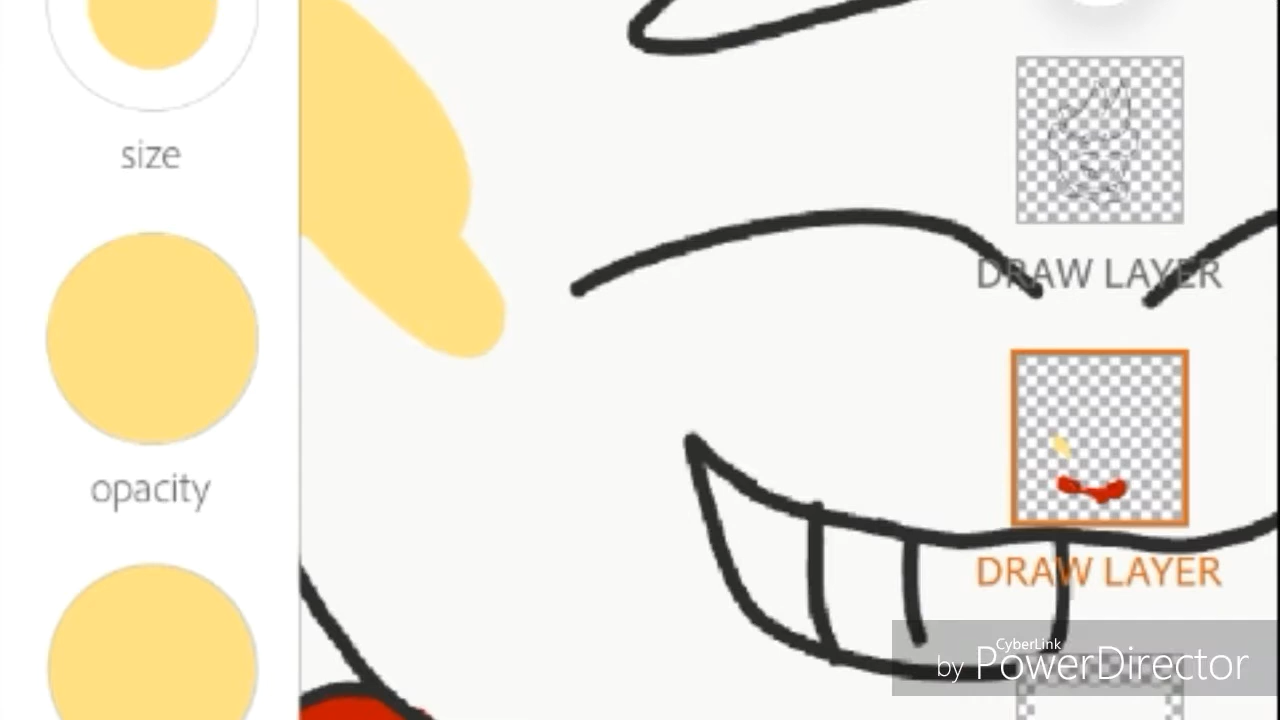 size
DRAW LAYER
opacity
DRAW LAYER
CyberLink
by PowerDirector